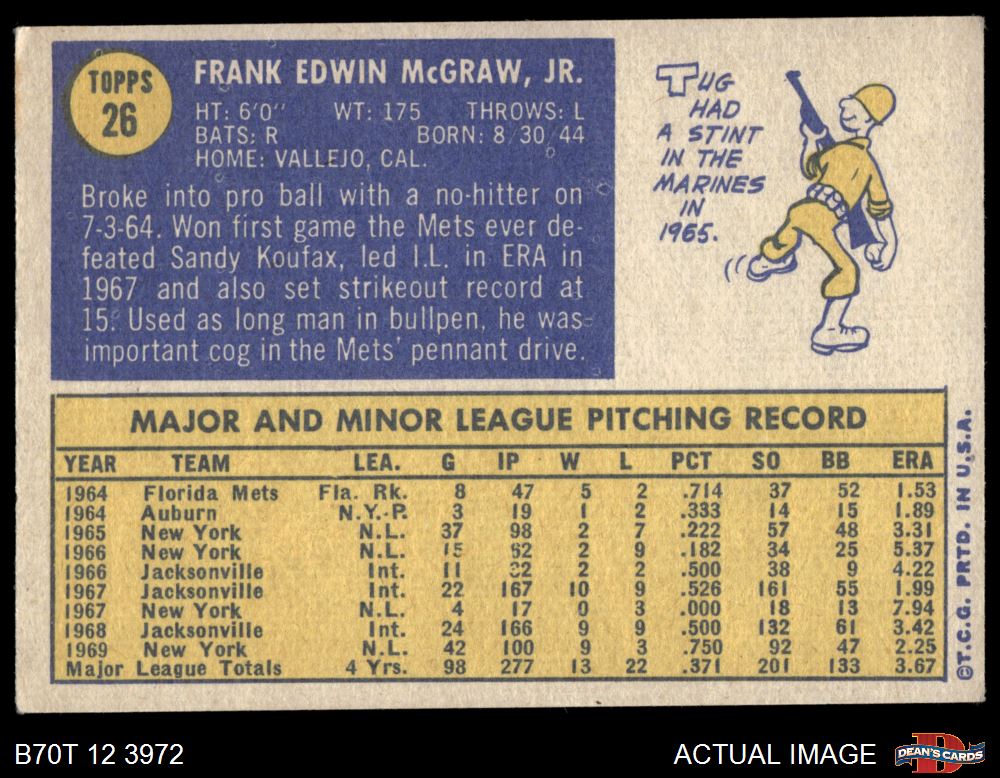 TOPPS
26
FRANK EDWIN McGRAW, JR.
HT: 6'0" WT: 175 THROWS: L
BATS: R BORN: 8/30/44
HOME: VALLEJO, CAL.
Broke into pro ball with a no-hitter on
7-3-64. Won first game the Mets ever de-
feated Sandy Koufax, led I.L. in ERA in
1967 and also set strikeout record at
15. Used as long man in bullpen, he was
important cog in the Mets' pennant drive.
TUG
HAD
A STINT
IN THE
MARINES
IN
1965.
MAJOR AND MINOR LEAGUE PITCHING RECORD
YEAR TEAM LEA. G IP W L PCT SO BB ERA
1964 Florida Mets Fla. Rk. 8 47 5 2 .714 37 52 1.53
1964 Auburn N.Y.-P. 3 19 1 2 .333 14 15 1.89
1965 New York N.L. 37 98 2 7 .222 57 48 3.31
1966 New York N.L. 15 62 2 9 .182 34 25 5.37
1966 Jacksonville Int. 11 32 2 2 .500 38 9 4.22
1967 Jacksonville Int. 22 167 10 9 .526 161 55 1.99
1967 New York N.L. 4 17 0 3 .000 18 13 7.94
1968 Jacksonville Int. 24 166 9 9 .500 132 61 3.42
1969 New York N.L. 42 100 9 3 .750 92 47 2.25
Major League Totals 4 Yrs. 98 277 13 22 .371 201 133 3.67
©T.C.G. PRTD. IN U.S.A.
B70T 12 3972
ACTUAL IMAGE
D
DEAN'S CARDS